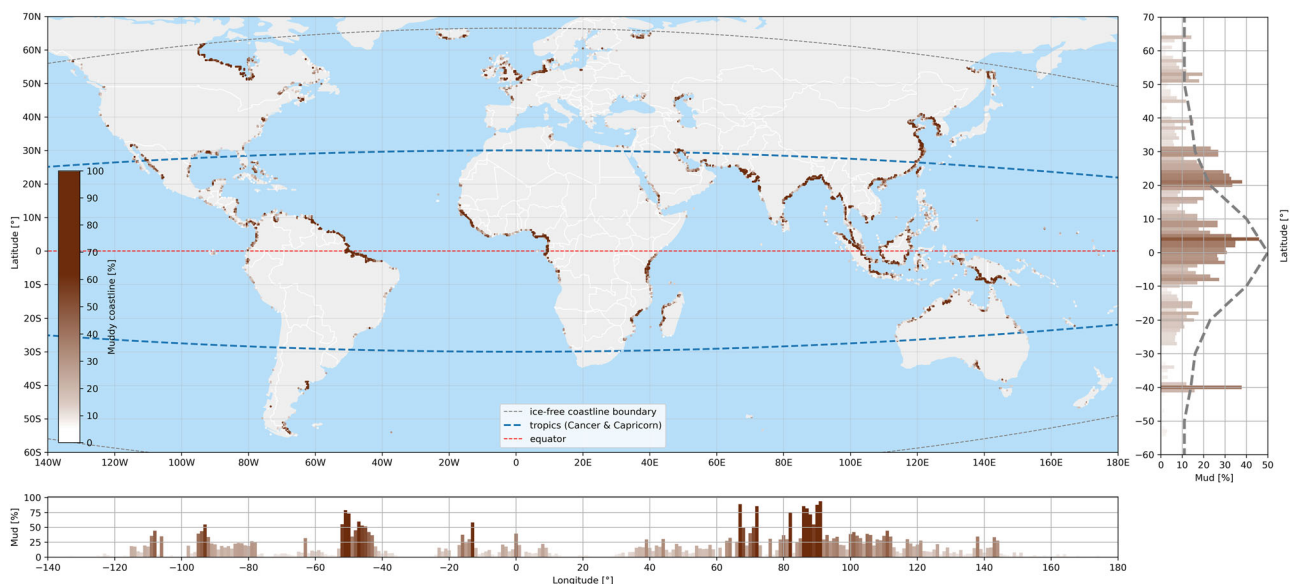 70N
60N
50N
40N
30N
20N
10N
0
10S
20S
30S
40S
50S
60S
Latitude [°]
140W
120W
100W
80W
60W
40W
20W
0
20E
40E
60E
80E
100E
120E
140E
160E
180E
100
90
80
70
60
50
40
30
20
10
0
Muddy coastline [%]
ice-free coastline boundary
tropics (Cancer & Capricorn)
equator
70
60
50
40
30
20
10
0
−10
−20
−30
−40
−50
−60
Latitude [°]
0 10 20 30 40 50
Mud [%]
100
75
50
25
0
Mud [%]
−140 −120 −100 −80 −60 −40 −20 0 20 40 60 80 100 120 140 160 180
Longitude [°]